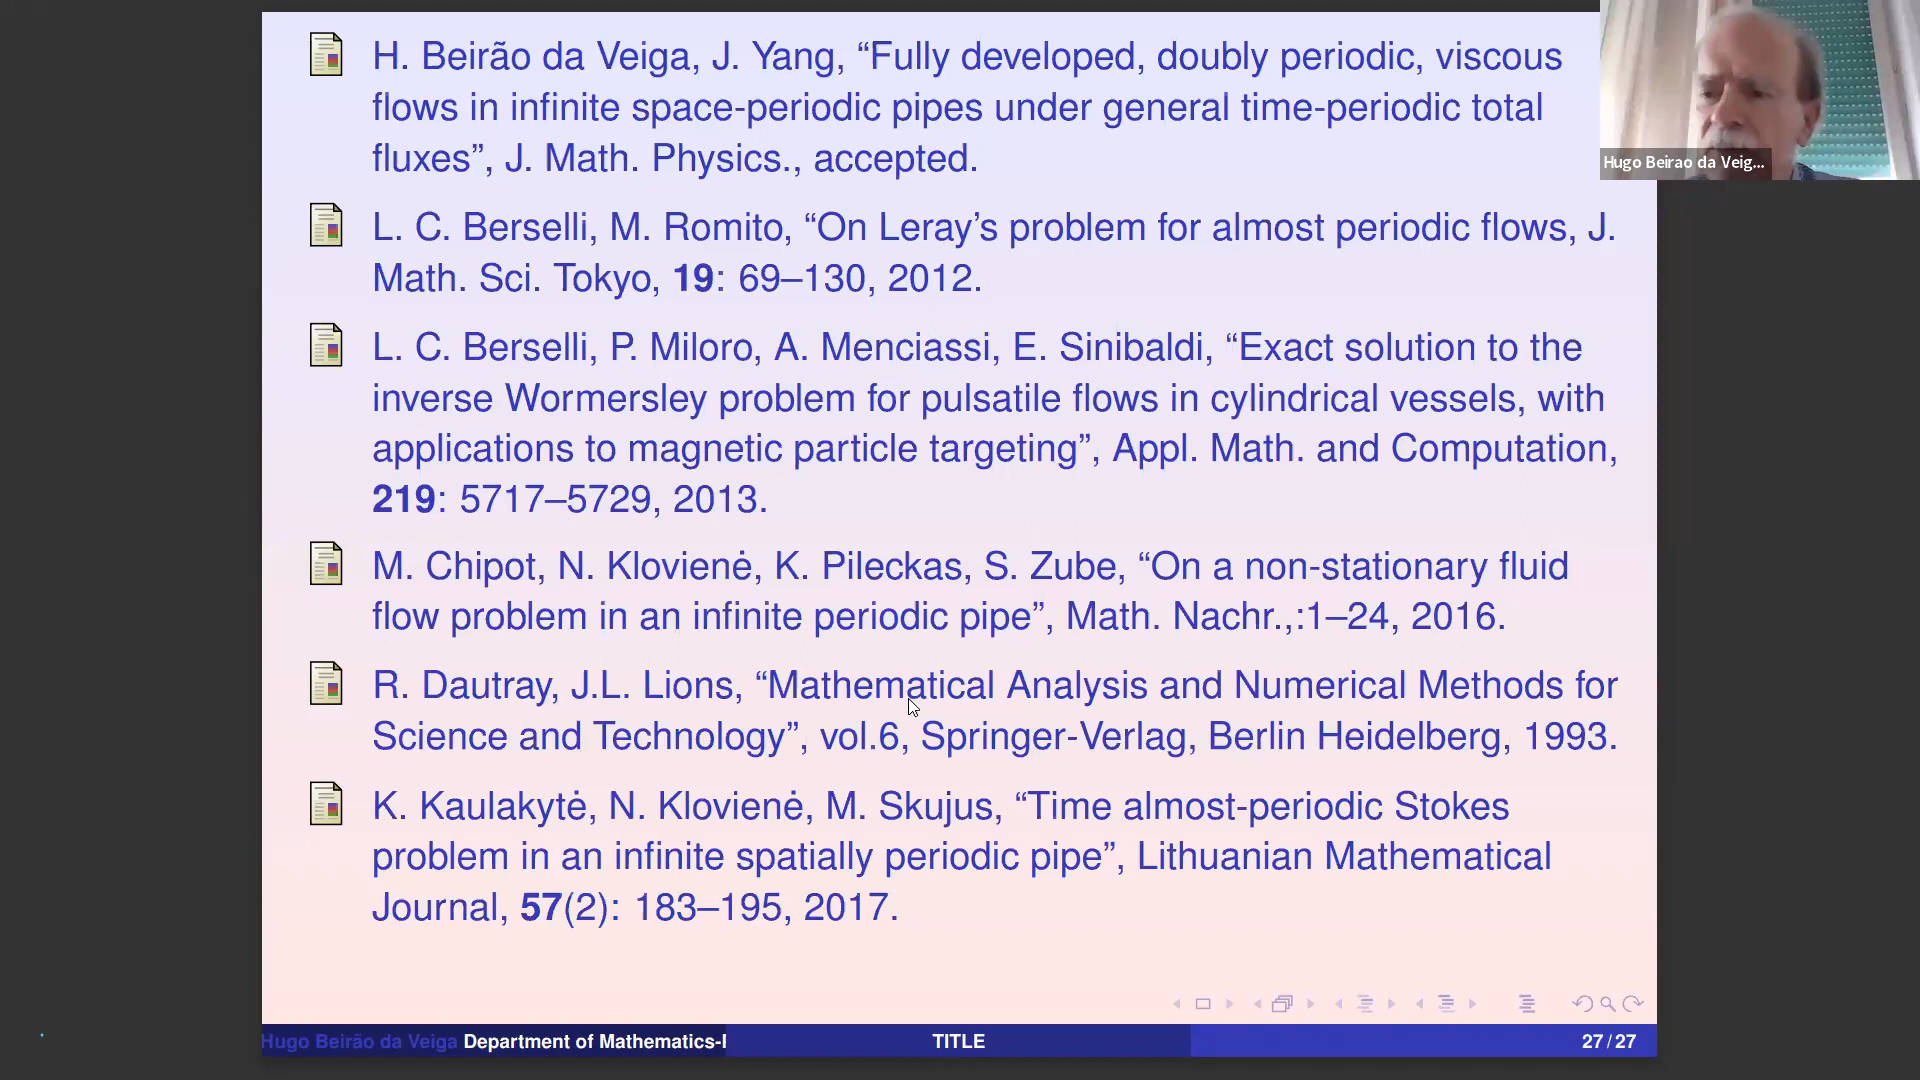 H. Beirão da Veiga, J. Yang, “Fully developed, doubly periodic, viscous
flows in infinite space-periodic pipes under general time-periodic total
fluxes”, J. Math. Physics., accepted.
L. C. Berselli, M. Romito, “On Leray’s problem for almost periodic flows, J.
Math. Sci. Tokyo, 19: 69–130, 2012.
L. C. Berselli, P. Miloro, A. Menciassi, E. Sinibaldi, “Exact solution to the
inverse Wormersley problem for pulsatile flows in cylindrical vessels, with
applications to magnetic particle targeting”, Appl. Math. and Computation,
219: 5717–5729, 2013.
M. Chipot, N. Klovienė, K. Pileckas, S. Zube, “On a non-stationary fluid
flow problem in an infinite periodic pipe”, Math. Nachr.,:1–24, 2016.
R. Dautray, J.L. Lions, “Mathematical Analysis and Numerical Methods for
Science and Technology”, vol.6, Springer-Verlag, Berlin Heidelberg, 1993.
K. Kaulakytė, N. Klovienė, M. Skujus, “Time almost-periodic Stokes
problem in an infinite spatially periodic pipe”, Lithuanian Mathematical
Journal, 57(2): 183–195, 2017.
Hugo Beirao da Veig...
Hugo Beirão da Veiga Department of Mathematics-
TITLE
27 / 27